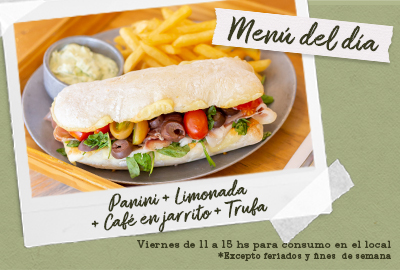 Menú del día
Panini + Limonada
+ Café en jarrito + Trufa
Viernes de 11 a 15 hs para consumo en el local
*Excepto feriados y fines de semana